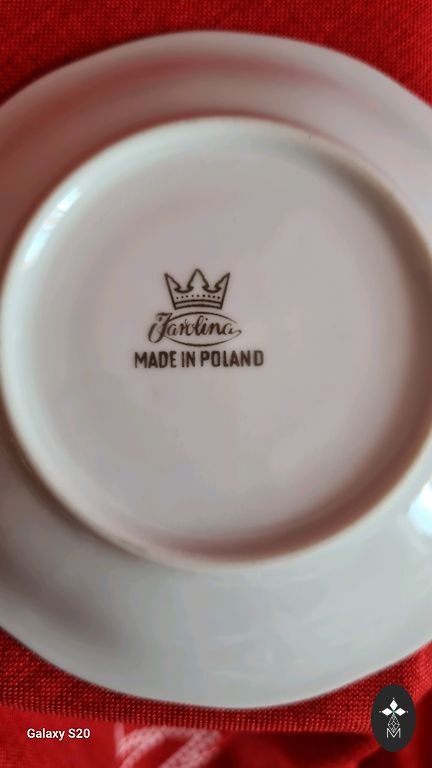 Karolina
MADE IN POLAND
Galaxy S20
M